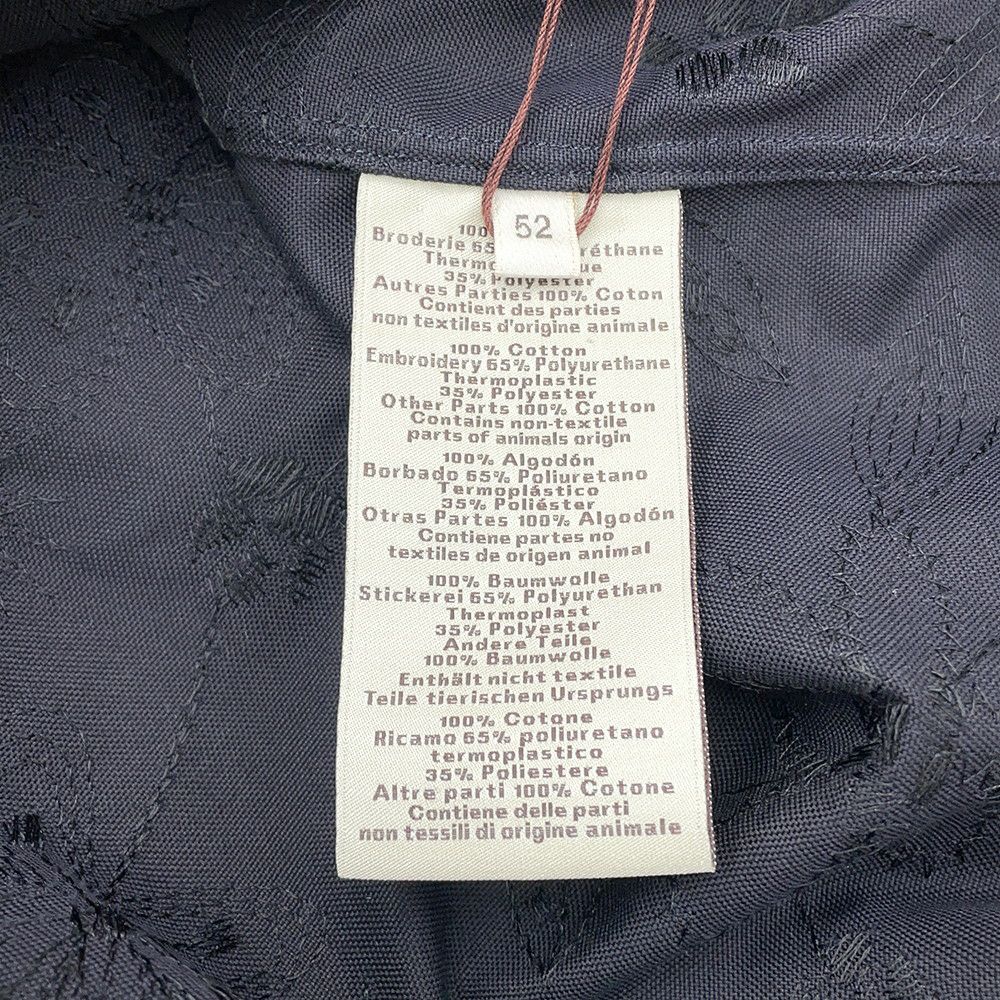 52
100
Broderie 65 réthane
Thermo ue
35% Polyester
Autres Parties 100% Coton
Contient des parties
non textiles d'origine animale
100% Cotton
Embroidery 65% Polyurethane
Thermoplastic
35% Polyester
Other Parts 100% Cotton
Contains non-textile
parts of animals origin
100% Algodón
Borbado 65% Poliuretano
Termoplástico
35% Poliéster
Otras Partes 100% Algodón
Contiene partes no
textiles de origen animal
100% Baumwolle
Stickerei 65% Polyurethan
Thermoplast
35% Polyester
Andere Teile
100% Baumwolle
Enthält nicht textile
Teile tierischen Ursprungs
100% Cotone
Ricamo 65% poliuretano
termoplastico
35% Poliestere
Altre parti 100% Cotone
Contiene delle parti
non tessili di origine animale